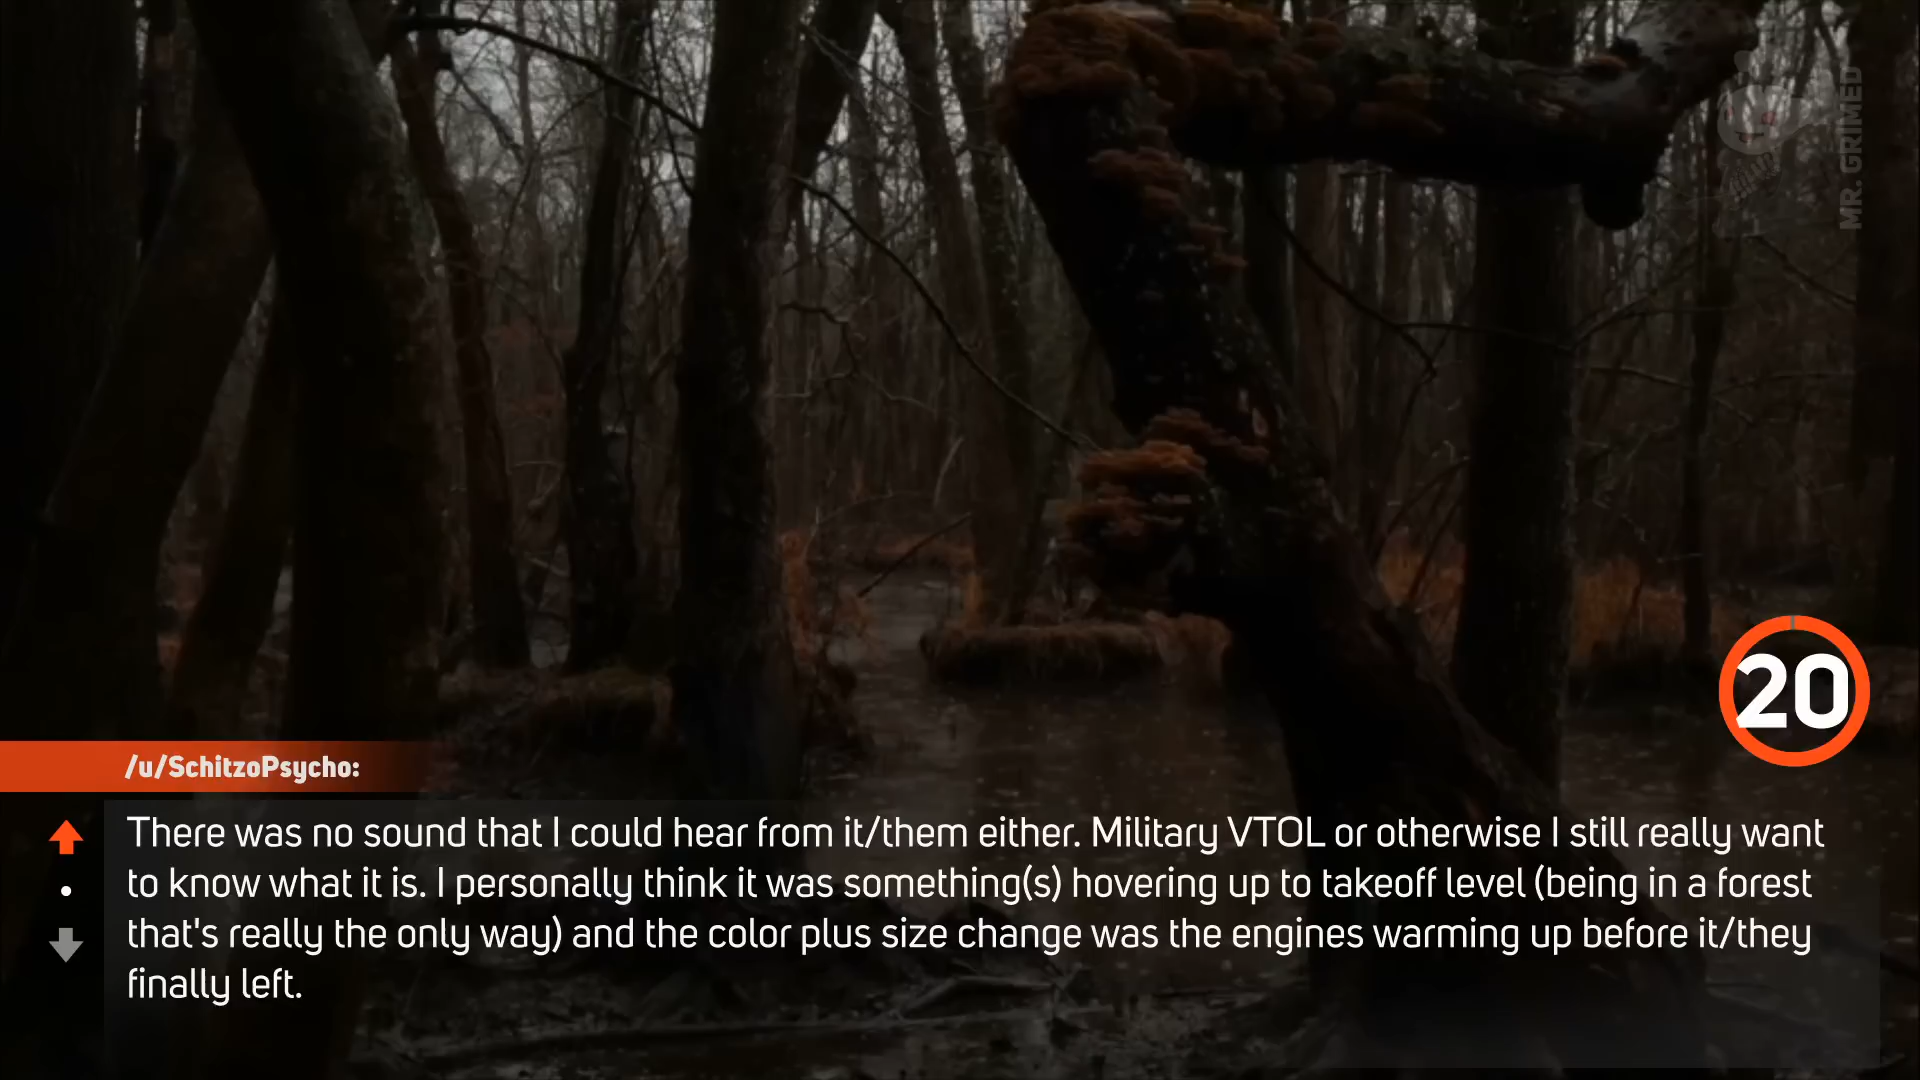 MR. GRIMED
20
/u/SchitzoPsycho:
There was no sound that I could hear from it/them either. Military VTOL or otherwise I still really want
to know what it is. I personally think it was something(s) hovering up to takeoff level (being in a forest
that's really the only way) and the color plus size change was the engines warming up before it/they
finally left.